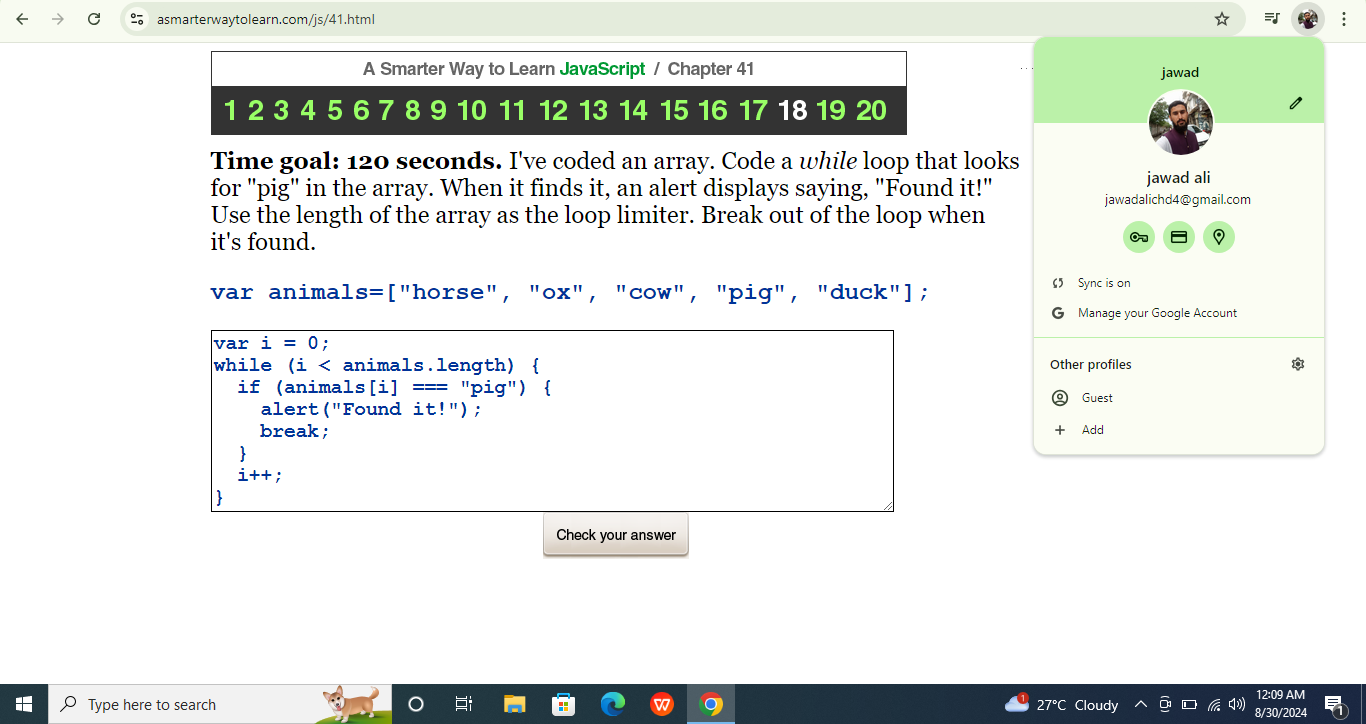 asmarterwaytolearn.com/js/41.html
A Smarter Way to Learn JavaScript / Chapter 41
1 2 3 4 5 6 7 8 9 10 11 12 13 14 15 16 17 18 19 20
Time goal: 120 seconds. I've coded an array. Code a while loop that looks
for "pig" in the array. When it finds it, an alert displays saying, "Found it!"
Use the length of the array as the loop limiter. Break out of the loop when
it's found.
var animals=["horse", "ox", "cow", "pig", "duck"];
var i = 0;
while (i < animals.length) {
  if (animals[i] === "pig") {
    alert("Found it!");
    break;
  }
  i++;
}
Check your answer
jawad
jawad ali
jawadalichd4@gmail.com
Sync is on
G Manage your Google Account
Other profiles
Guest
+ Add
Type here to search
W
1
27°C Cloudy
12:09 AM
8/30/2024
1